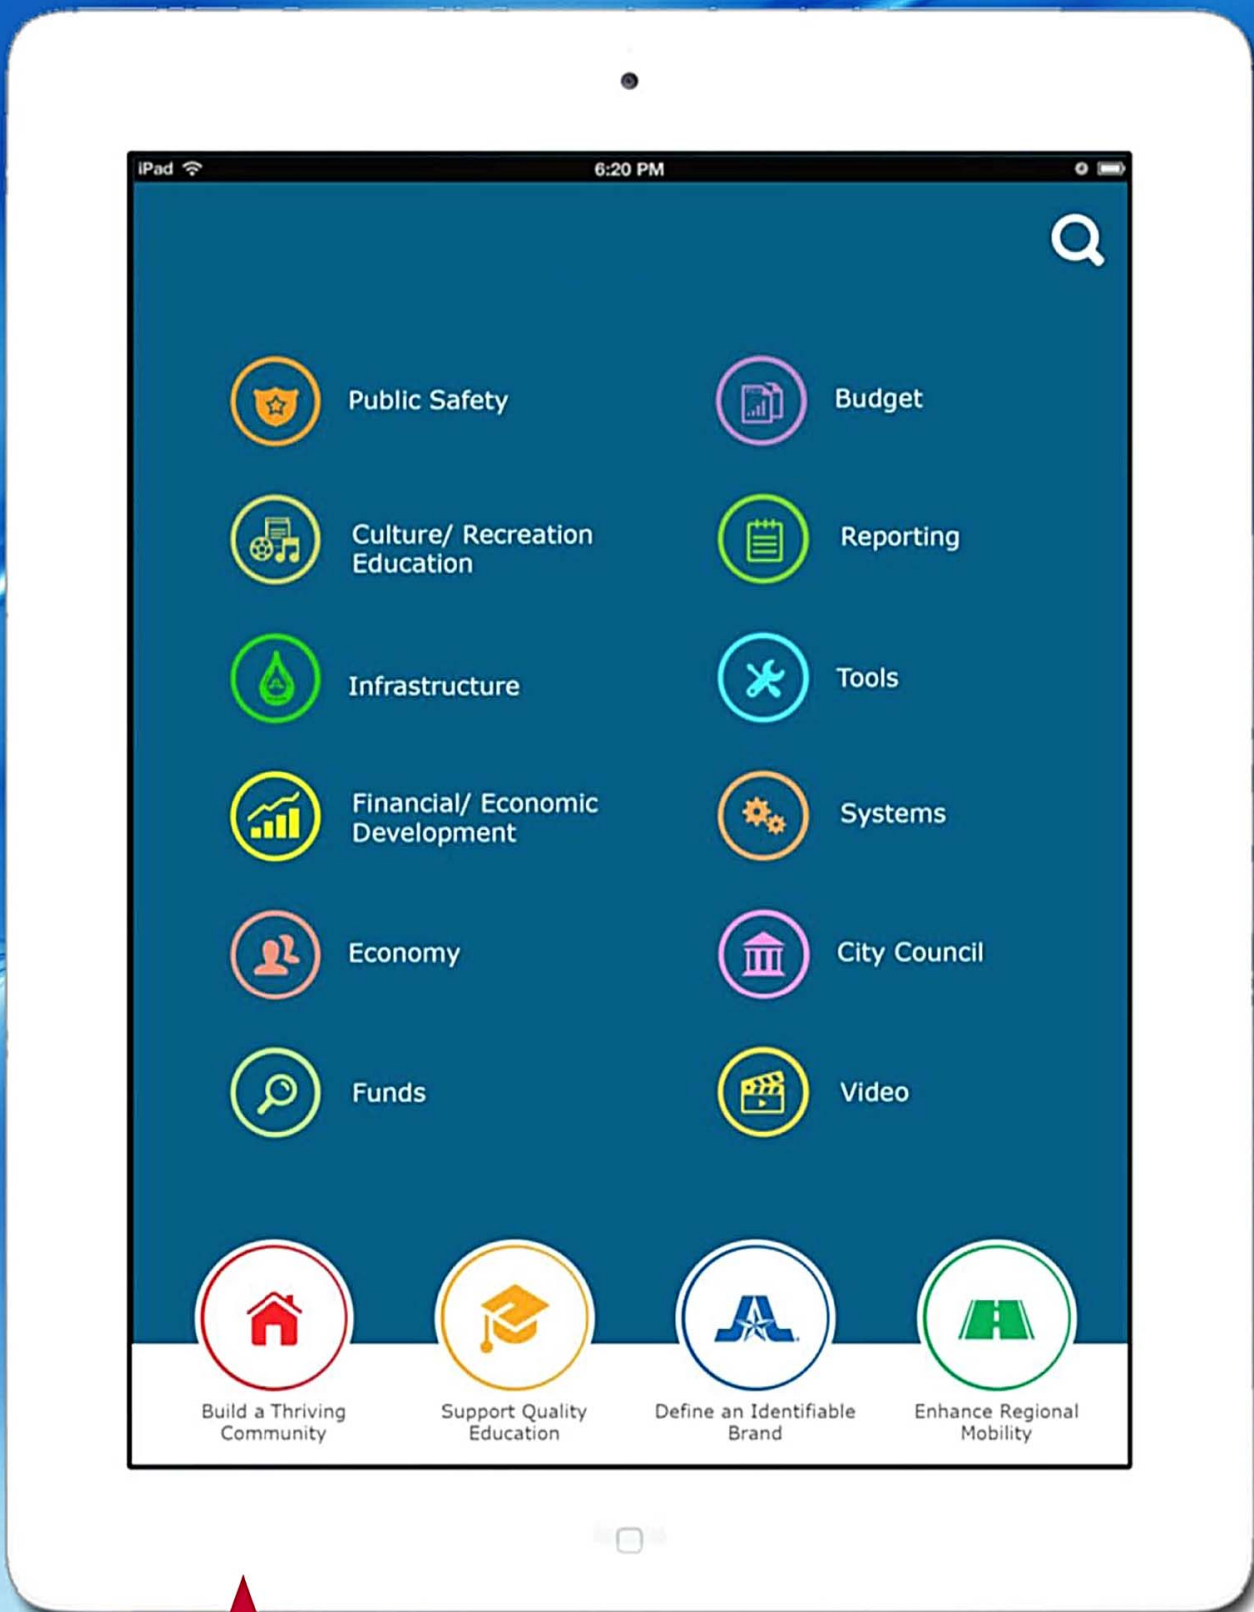 iPad
6:20 PM
Public Safety
Budget
Culture/ Recreation
Education
Reporting
Infrastructure
Tools
Financial/ Economic
Development
Systems
Economy
City Council
Funds
Video
Build a Thriving
Community
Support Quality
Education
Define an Identifiable
Brand
Enhance Regional
Mobility